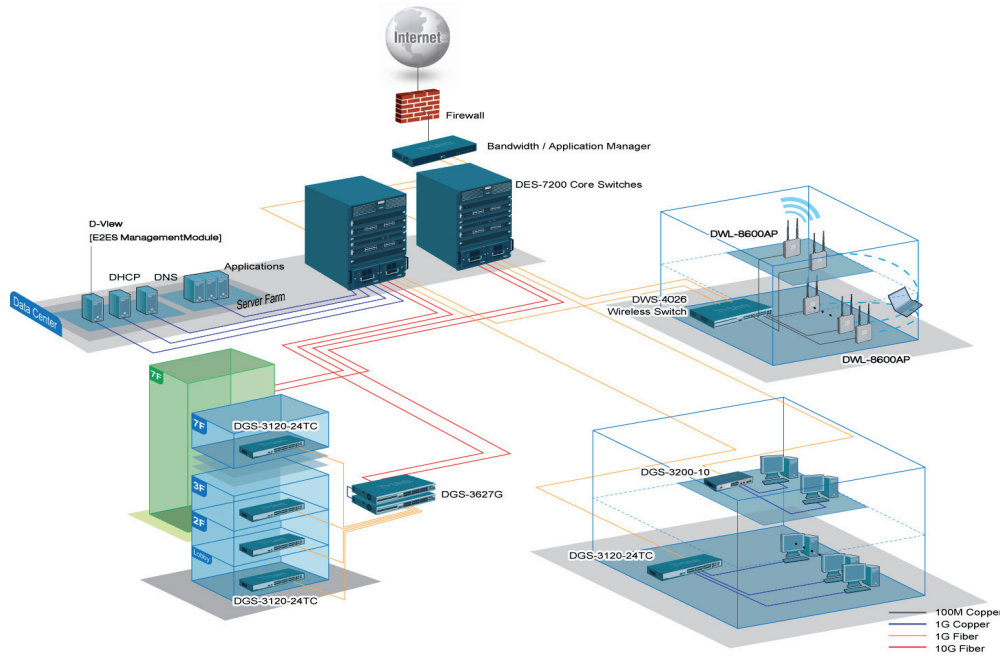 Internet
Firewall
Bandwidth / Application Manager
DES-7200 Core Switches
D-View
[E2ES ManagementModule]
DHCP
DNS
Applications
Server Farm
Data Center
DWL-8600AP
DWS-4026
Wireless Switch
DWL-8600AP
7F
7F
DGS-3120-24TC
3F
2F
Lobby
DGS-3120-24TC
DGS-3627G
DGS-3200-10
DGS-3120-24TC
100M Copper
1G Copper
1G Fiber
10G Fiber